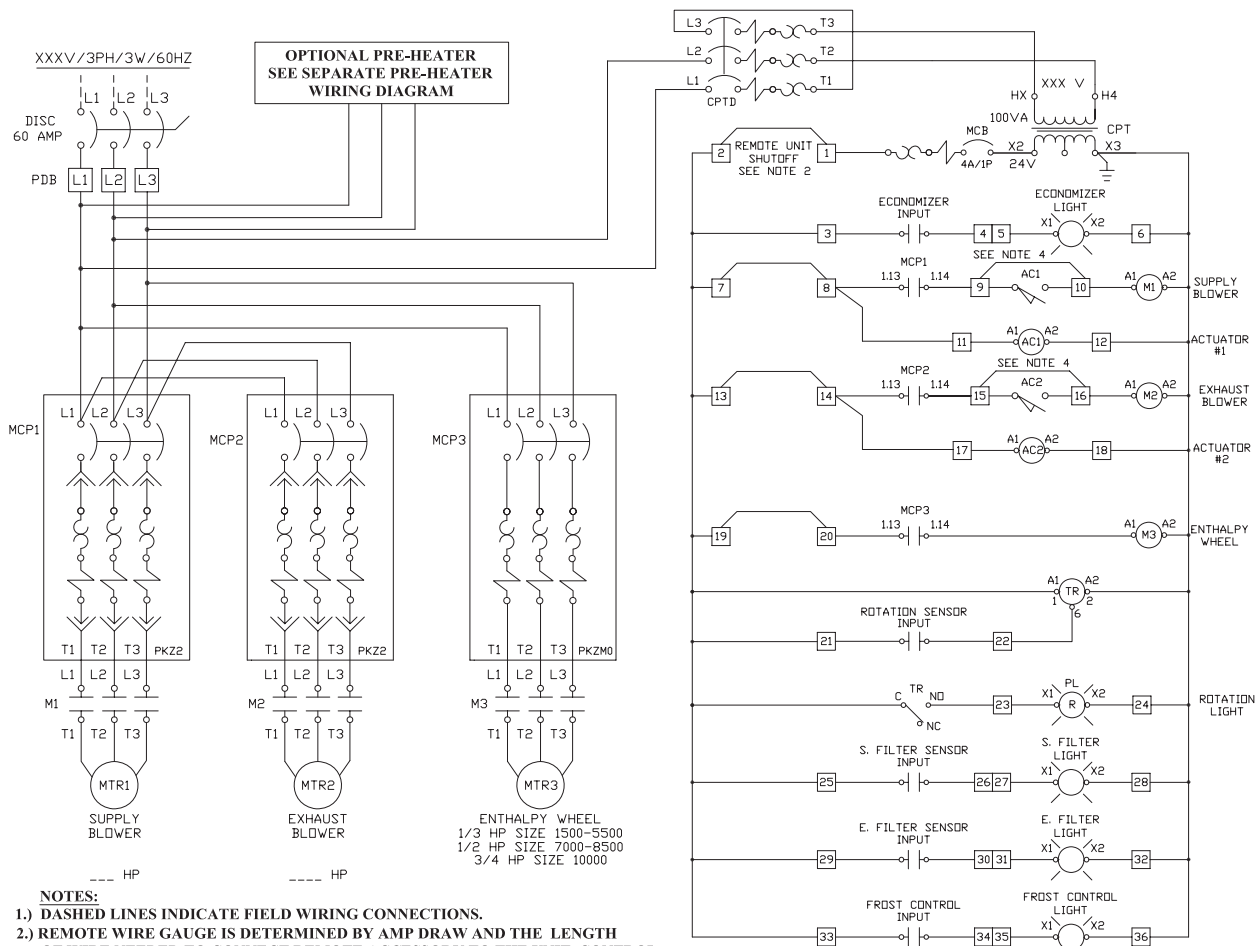 XXXV/3PH/3W/60HZ
L1 L2 L3
DISC
60 AMP
PDB L1 L2 L3
OPTIONAL PRE-HEATER
SEE SEPARATE PRE-HEATER
WIRING DIAGRAM
L3 T3
L2 T2
L1 T1
CPTD
HX XXX V H4
100VA
CPT
MCB X2 X3
4A/1P 24V
2 REMOTE UNIT 1
SHUTOFF
SEE NOTE 2
ECONOMIZER
INPUT
ECONOMIZER
LIGHT
3 4 5 X1 X2 6
SEE NOTE 4
7 8 MCP1 1.13 1.14 9 AC1 10 A1 M1 A2 SUPPLY
BLOWER
11 A1 AC1 A2 12 ACTUATOR
#1
SEE NOTE 4
13 14 MCP2 1.13 1.14 15 AC2 16 A1 M2 A2 EXHAUST
BLOWER
17 A1 AC2 A2 18 ACTUATOR
#2
19 20 MCP3 1.13 1.14 A1 M3 A2 ENTHALPY
WHEEL
A1 TR A2
1 2
6
ROTATION SENSOR
INPUT
21 22
C TR NO 23 X1 PL R X2 24 ROTATION
LIGHT
NC
S. FILTER SENSOR
INPUT
S. FILTER
LIGHT
25 26 27 X1 X2 28
E. FILTER SENSOR
INPUT
E. FILTER
LIGHT
29 30 31 X1 X2 32
FROST CONTROL
INPUT
FROST CONTROL
LIGHT
33 34 35 X1 X2 36
MCP1 L1 L2 L3
MCP2 L1 L2 L3
MCP3 L1 L2 L3
T1 T2 T3 PKZ2
T1 T2 T3 PKZ2
T1 T2 T3 PKZM0
L1 L2 L3
L1 L2 L3
L1 L2 L3
M1
M2
M3
T1 T2 T3
T1 T2 T3
T1 T2 T3
MTR1
MTR2
MTR3
SUPPLY
BLOWER
___ HP
EXHAUST
BLOWER
____ HP
ENTHALPY WHEEL
1/3 HP SIZE 1500-5500
1/2 HP SIZE 7000-8500
3/4 HP SIZE 10000
NOTES:
1.) DASHED LINES INDICATE FIELD WIRING CONNECTIONS.
2.) REMOTE WIRE GAUGE IS DETERMINED BY AMP DRAW AND THE LENGTH